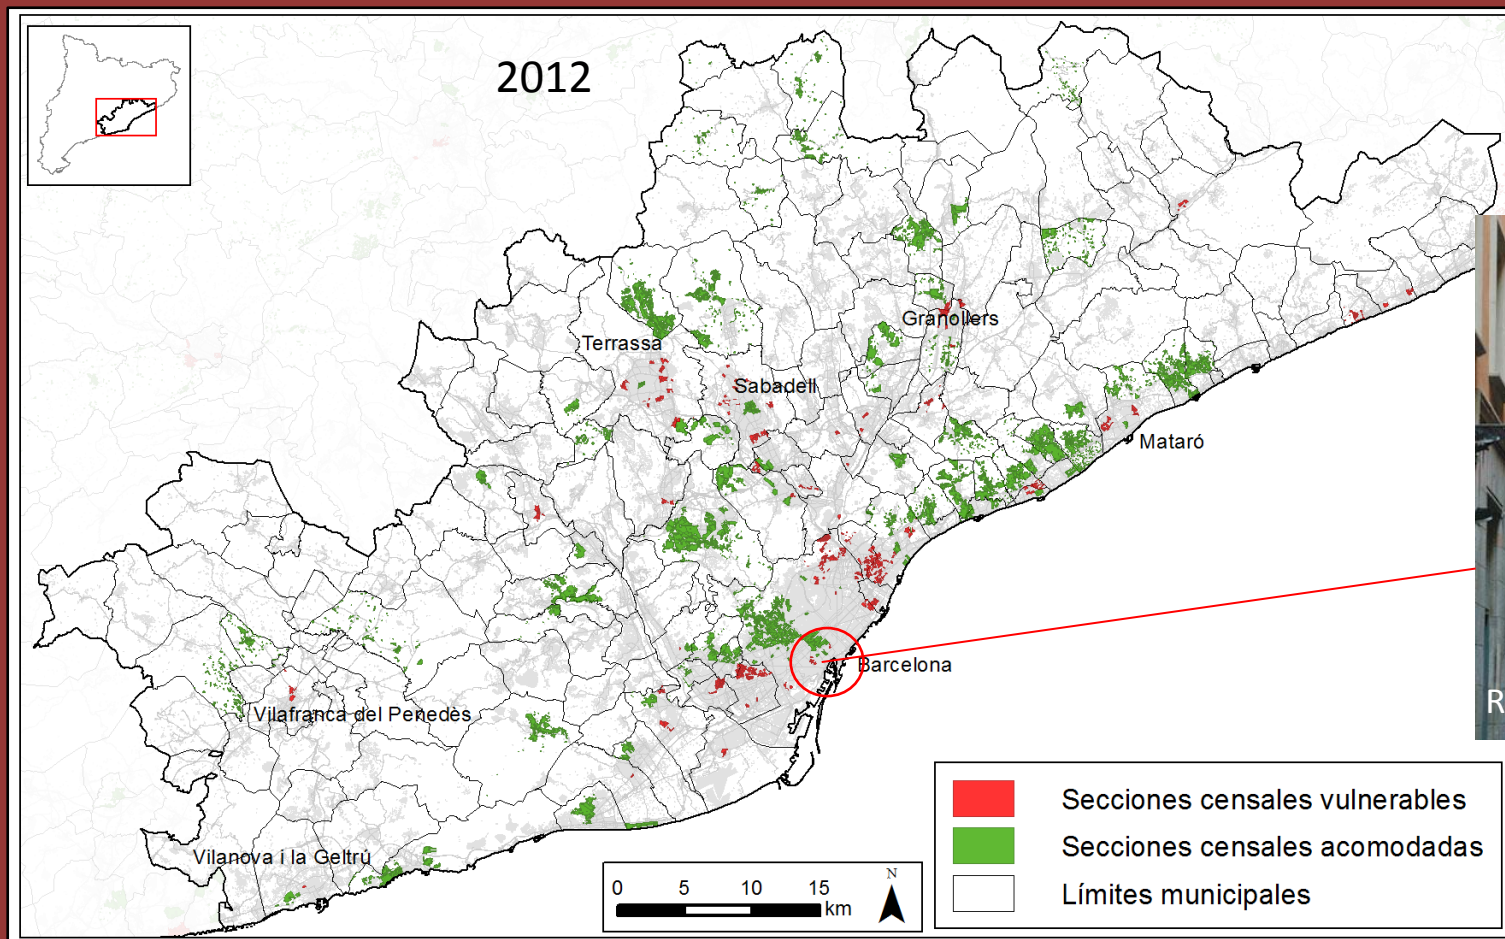 2012
Terrassa
Granollers
Sabadell
Mataró
Barcelona
Vilafranca del Penedès
Vilanova i la Geltrú
0 5 10 15
km
N
Secciones censales vulnerables
Secciones censales acomodadas
Límites municipales
R